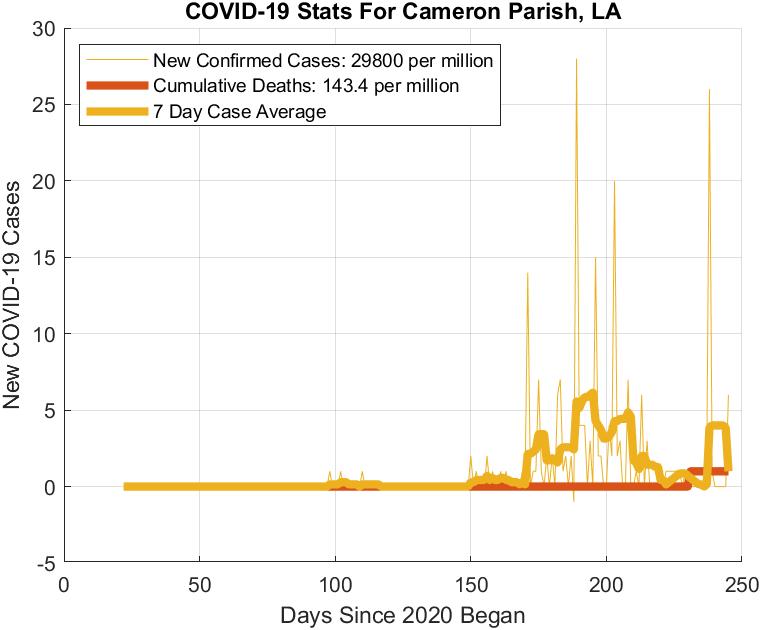 COVID-19 Stats For Cameron Parish, LA
30
25
20
15
10
5
0
-5
New COVID-19 Cases
New Confirmed Cases: 29800 per million
Cumulative Deaths: 143.4 per million
7 Day Case Average
0 50 100 150 200 250
Days Since 2020 Began